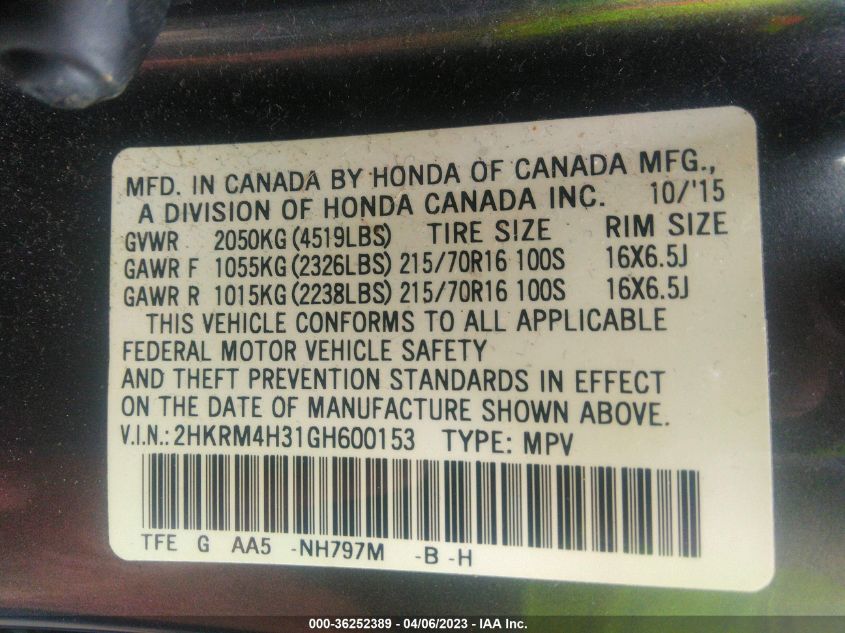 MFD. IN CANADA BY HONDA OF CANADA MFG.,
A DIVISION OF HONDA CANADA INC. 10/'15
GVWR 2050KG (4519LBS) TIRE SIZE RIM SIZE
GAWR F 1055KG (2326LBS) 215/70R16 100S 16X6.5J
GAWR R 1015KG (2238LBS) 215/70R16 100S 16X6.5J
THIS VEHICLE CONFORMS TO ALL APPLICABLE
FEDERAL MOTOR VEHICLE SAFETY
AND THEFT PREVENTION STANDARDS IN EFFECT
ON THE DATE OF MANUFACTURE SHOWN ABOVE.
V.I.N.: 2HKRM4H31GH600153 TYPE: MPV
TFE G AA5 -NH797M -B -H
000-36252389 - 04/06/2023 - IAA Inc.